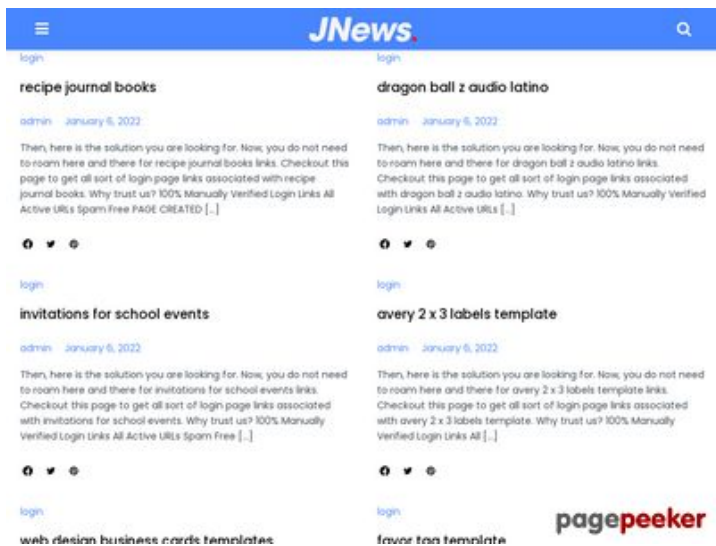 JNews.
login
recipe journal books
admin January 6, 2022
Then, here is the solution you are looking for. Now, you do not need
to roam here and there for recipe journal books links. Checkout this
page to get all sort of login page links associated with recipe
journal books. Why trust us? 100% Manually Verified Login Links All
Active URLs Spam Free PAGE CREATED [...]
login
dragon ball z audio latino
admin January 6, 2022
Then, here is the solution you are looking for. Now, you do not need
to roam here and there for dragon ball z audio latino links.
Checkout this page to get all sort of login page links associated
with dragon ball z audio latino. Why trust us? 100% Manually Verified
Login Links All Active URLs [...]
login
invitations for school events
admin January 6, 2022
Then, here is the solution you are looking for. Now, you do not need
to roam here and there for invitations for school events links.
Checkout this page to get all sort of login page links associated
with invitations for school events. Why trust us? 100% Manually
Verified Login Links All Active URLs Spam Free [...]
login
avery 2 x 3 labels template
admin January 6, 2022
Then, here is the solution you are looking for. Now, you do not need
to roam here and there for avery 2 x 3 labels template links.
Checkout this page to get all sort of login page links associated
with avery 2 x 3 labels template. Why trust us? 100% Manually
Verified Login Links All [...]
login
web design business cards templates
login
favor tag template
pagepeeker